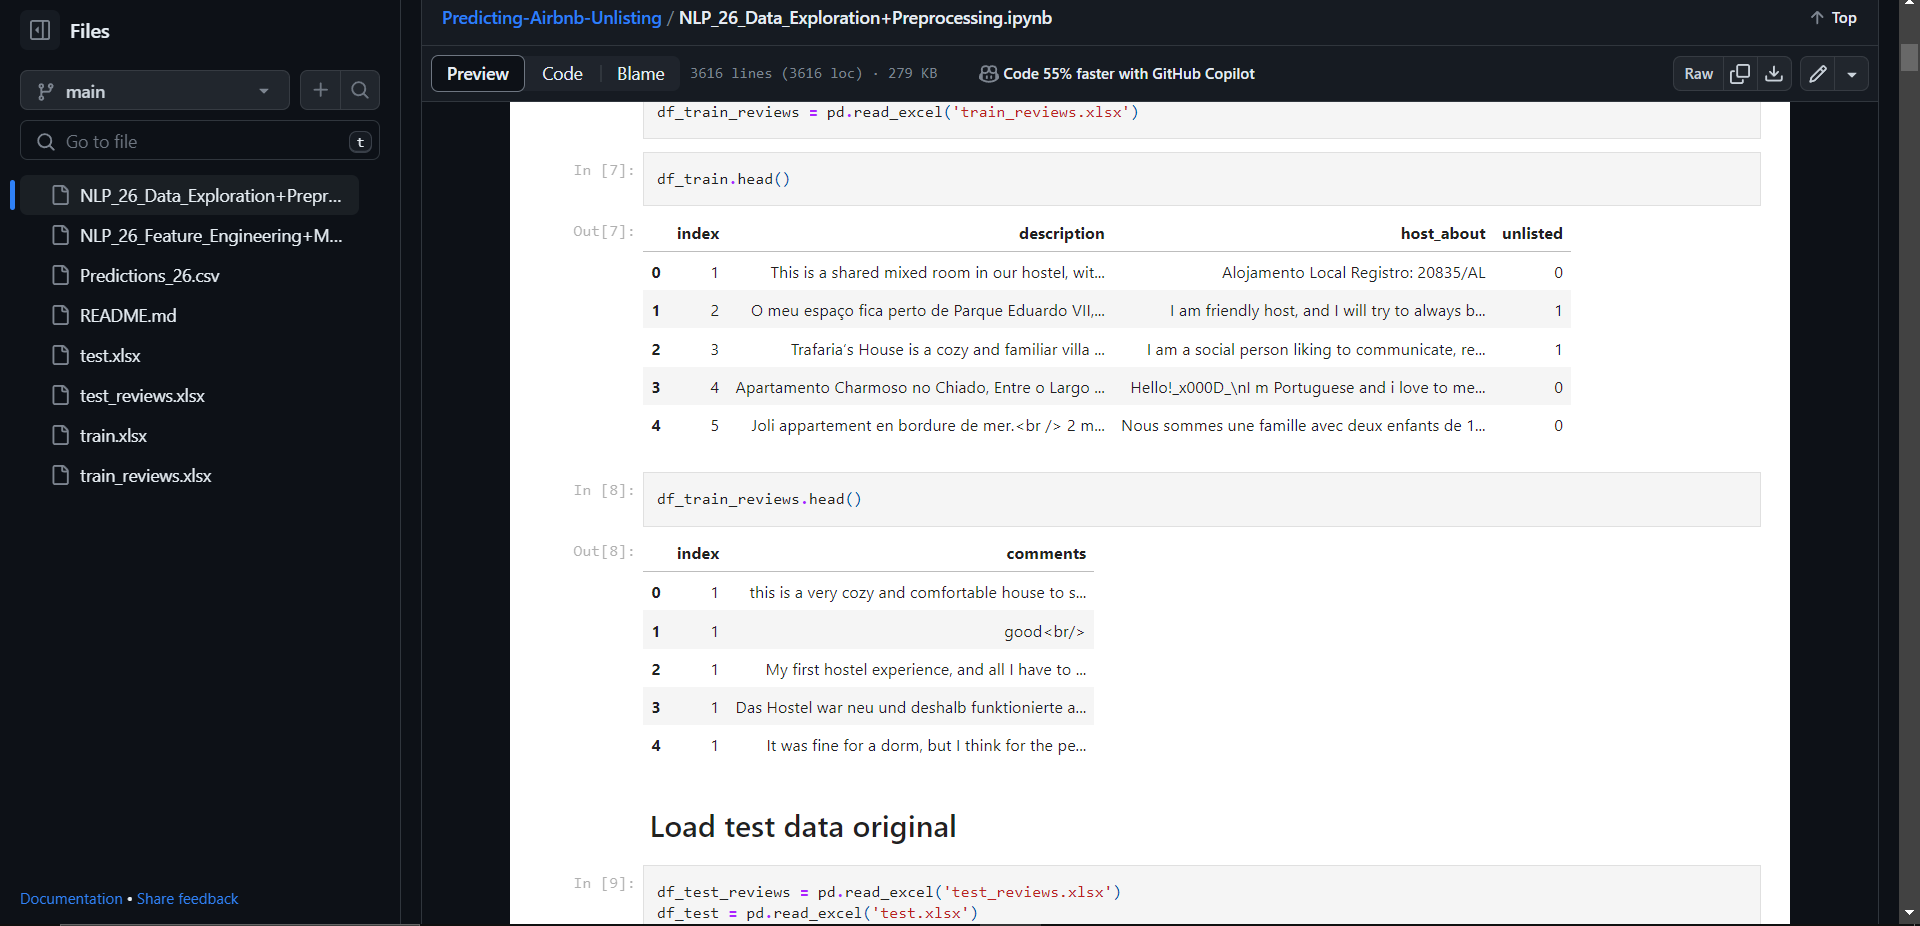 Files
main
Go to file
t
NLP_26_Data_Exploration+Prepr...
NLP_26_Feature_Engineering+M...
Predictions_26.csv
README.md
test.xlsx
test_reviews.xlsx
train.xlsx
train_reviews.xlsx
Documentation • Share feedback
Predicting-Airbnb-Unlisting / NLP_26_Data_Exploration+Preprocessing.ipynb
Top
Preview Code Blame 3616 lines (3616 loc) · 279 KB Code 55% faster with GitHub Copilot Raw
df_train_reviews = pd.read_excel('train_reviews.xlsx')
In [7]: df_train.head()
Out[7]: index description host_about unlisted
0 1 This is a shared mixed room in our hostel, wit... Alojamento Local Registro: 20835/AL 0
1 2 O meu espaço fica perto de Parque Eduardo VII,... I am friendly host, and I will try to always b... 1
2 3 Trafaria's House is a cozy and familiar villa ... I am a social person liking to communicate, re... 1
3 4 Apartamento Charmoso no Chiado, Entre o Largo ... Hello!_x000D_\nI m Portuguese and i love to me... 0
4 5 Joli appartement en bordure de mer.<br /> 2 m... Nous sommes une famille avec deux enfants de 1... 0
In [8]: df_train_reviews.head()
Out[8]: index comments
0 1 this is a very cozy and comfortable house to s...
1 1 good<br/>
2 1 My first hostel experience, and all I have to ...
3 1 Das Hostel war neu und deshalb funktionierte a...
4 1 It was fine for a dorm, but I think for the pe...
Load test data original
In [9]: df_test_reviews = pd.read_excel('test_reviews.xlsx')
df_test = pd.read_excel('test.xlsx')